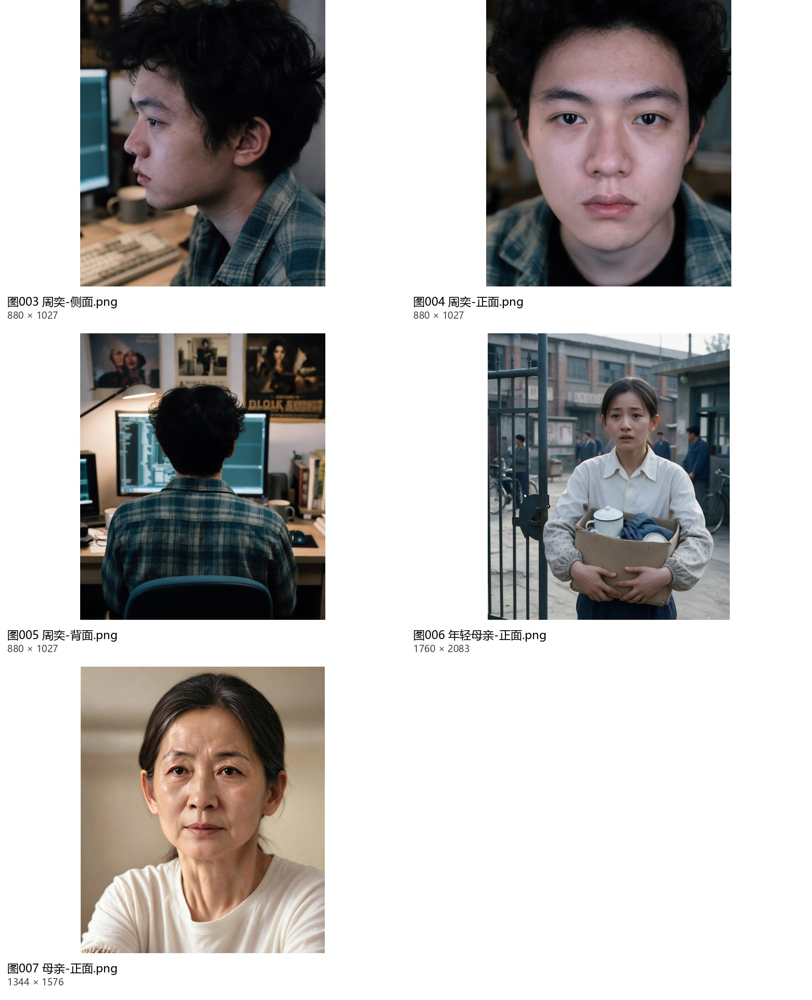 图003 周奕-侧面.png
880 × 1027
图004 周奕-正面.png
880 × 1027
图005 周奕-背面.png
880 × 1027
图006 年轻母亲-正面.png
1760 × 2083
图007 母亲-正面.png
1344 × 1576